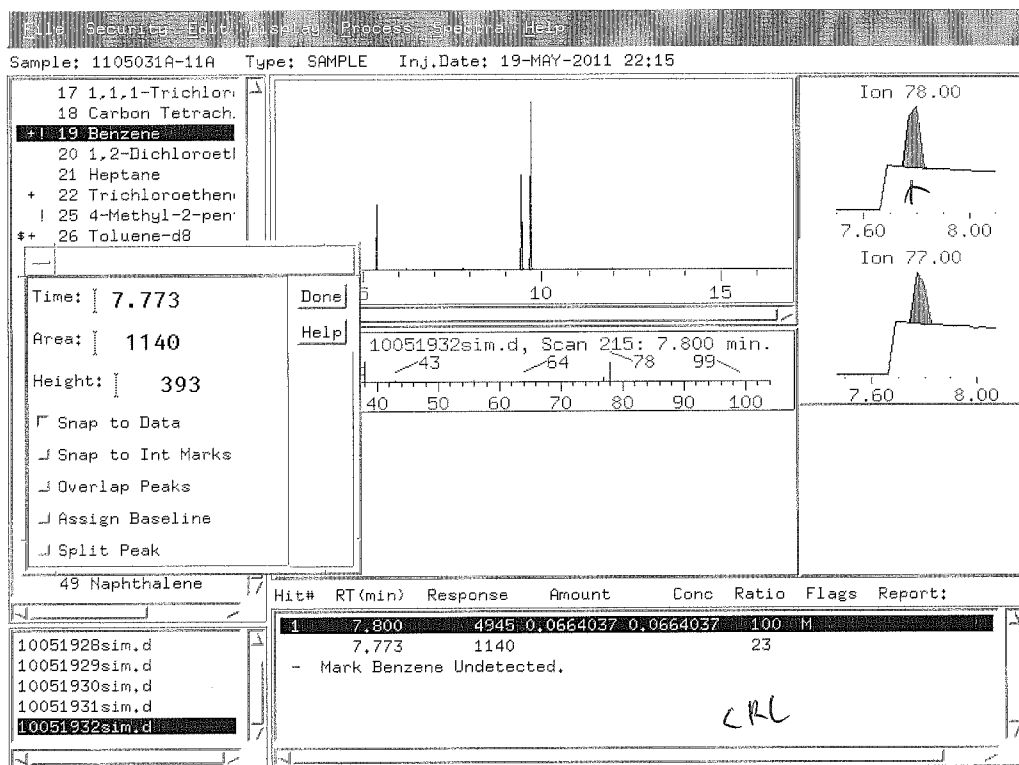 File Security Edit Display Process Spectra Help
Sample: 1105031A-11A Type: SAMPLE Inj.Date: 19-MAY-2011 22:15
17 1,1,1-Trichlor
18 Carbon Tetrach.
+! 19 Benzene
20 1,2-Dichloroet
21 Heptane
+ 22 Trichloroethen
! 25 4-Methyl-2-pen
$+ 26 Toluene-d8
Time: 7.773
Done
Area: 1140
Help
Height: 393
Snap to Data
Snap to Int Marks
Overlap Peaks
Assign Baseline
Split Peak
49 Naphthalene
5 10 15
10051932sim.d, Scan 215: 7.800 min.
43 64 78 99
40 50 60 70 80 90 100
Ion 78.00
7.60 8.00
Ion 77.00
7.60 8.00
Hit# RT(min) Response Amount Conc Ratio Flags Report:
1 7.800 4945 0.0664037 0.0664037 100 M
7.773 1140 23
- Mark Benzene Undetected.
<RL
10051928sim.d
10051929sim.d
10051930sim.d
10051931sim.d
10051932sim.d